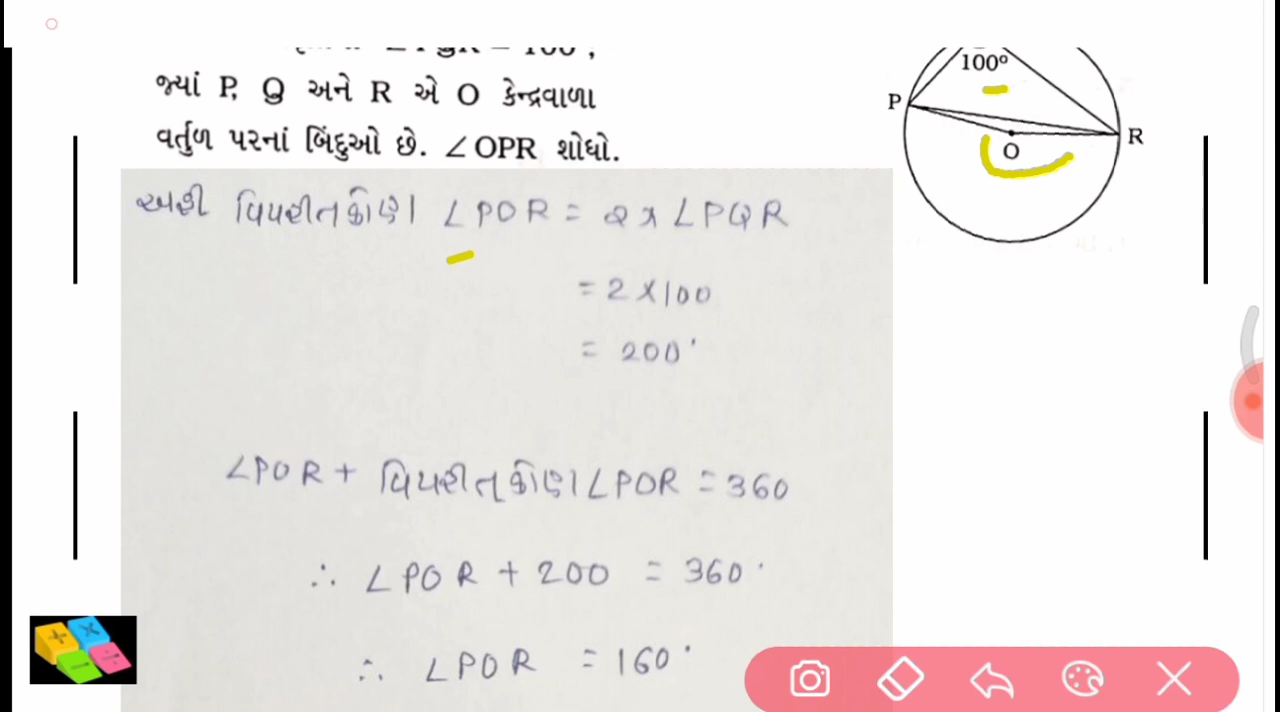 = 100°,
જ્યાં P, Q અને R એ O કેન્દ્રવાળા
વર્તુળ પરનાં બિંદુઓ છે. ∠OPR શોધો.
100°
P
R
O
અહી વિપરીતકોણ ∠POR = 2 x ∠PQR
= 2 x 100
= 200°
∠POR + વિપરીતકોણ ∠POR = 360
∴ ∠POR + 200 = 360°
∴ ∠POR = 160°